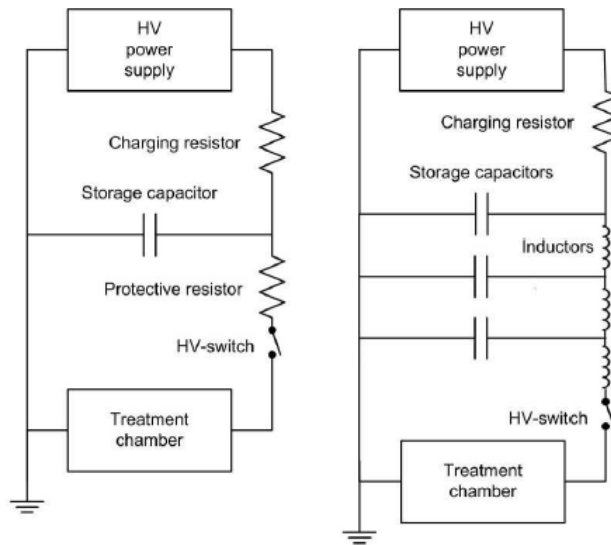 HV
power
supply
Charging resistor
Storage capacitor
Protective resistor
HV-switch
Treatment
chamber
HV
power
supply
Charging resistor
Storage capacitors
Inductors
HV-switch
Treatment
chamber